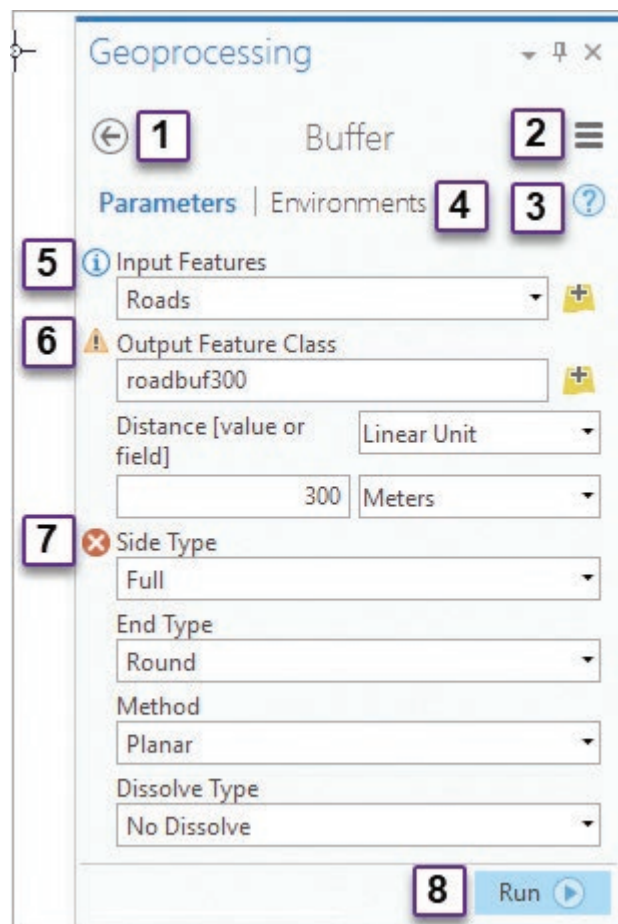 Geoprocessing
1 Buffer 2
Parameters | Environments 4 3 ?
5 i Input Features
Roads
6 ! Output Feature Class
roadbuf300
Distance [value or Linear Unit
field]
300 Meters
7 Side Type
Full
End Type
Round
Method
Planar
Dissolve Type
No Dissolve
8 Run